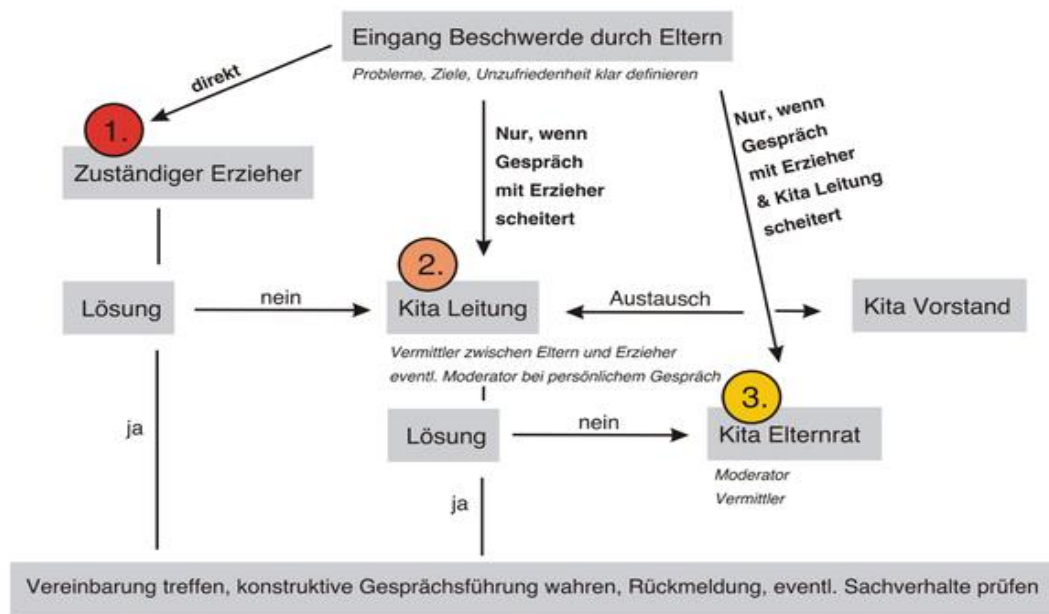 Eingang Beschwerde durch Eltern
Probleme, Ziele, Unzufriedenheit klar definieren
direkt
1.
Zuständiger Erzieher
Nur, wenn
Gespräch
mit Erzieher
scheitert
Nur, wenn
Gespräch
mit Erzieher
& Kita Leitung
scheitert
Lösung
nein
2.
Kita Leitung
Austausch
Kita Vorstand
Vermittler zwischen Eltern und Erzieher
eventl. Moderator bei persönlichem Gespräch
ja
Lösung
nein
3.
Kita Elternrat
Moderator
Vermittler
ja
Vereinbarung treffen, konstruktive Gesprächsführung wahren, Rückmeldung, eventl. Sachverhalte prüfen